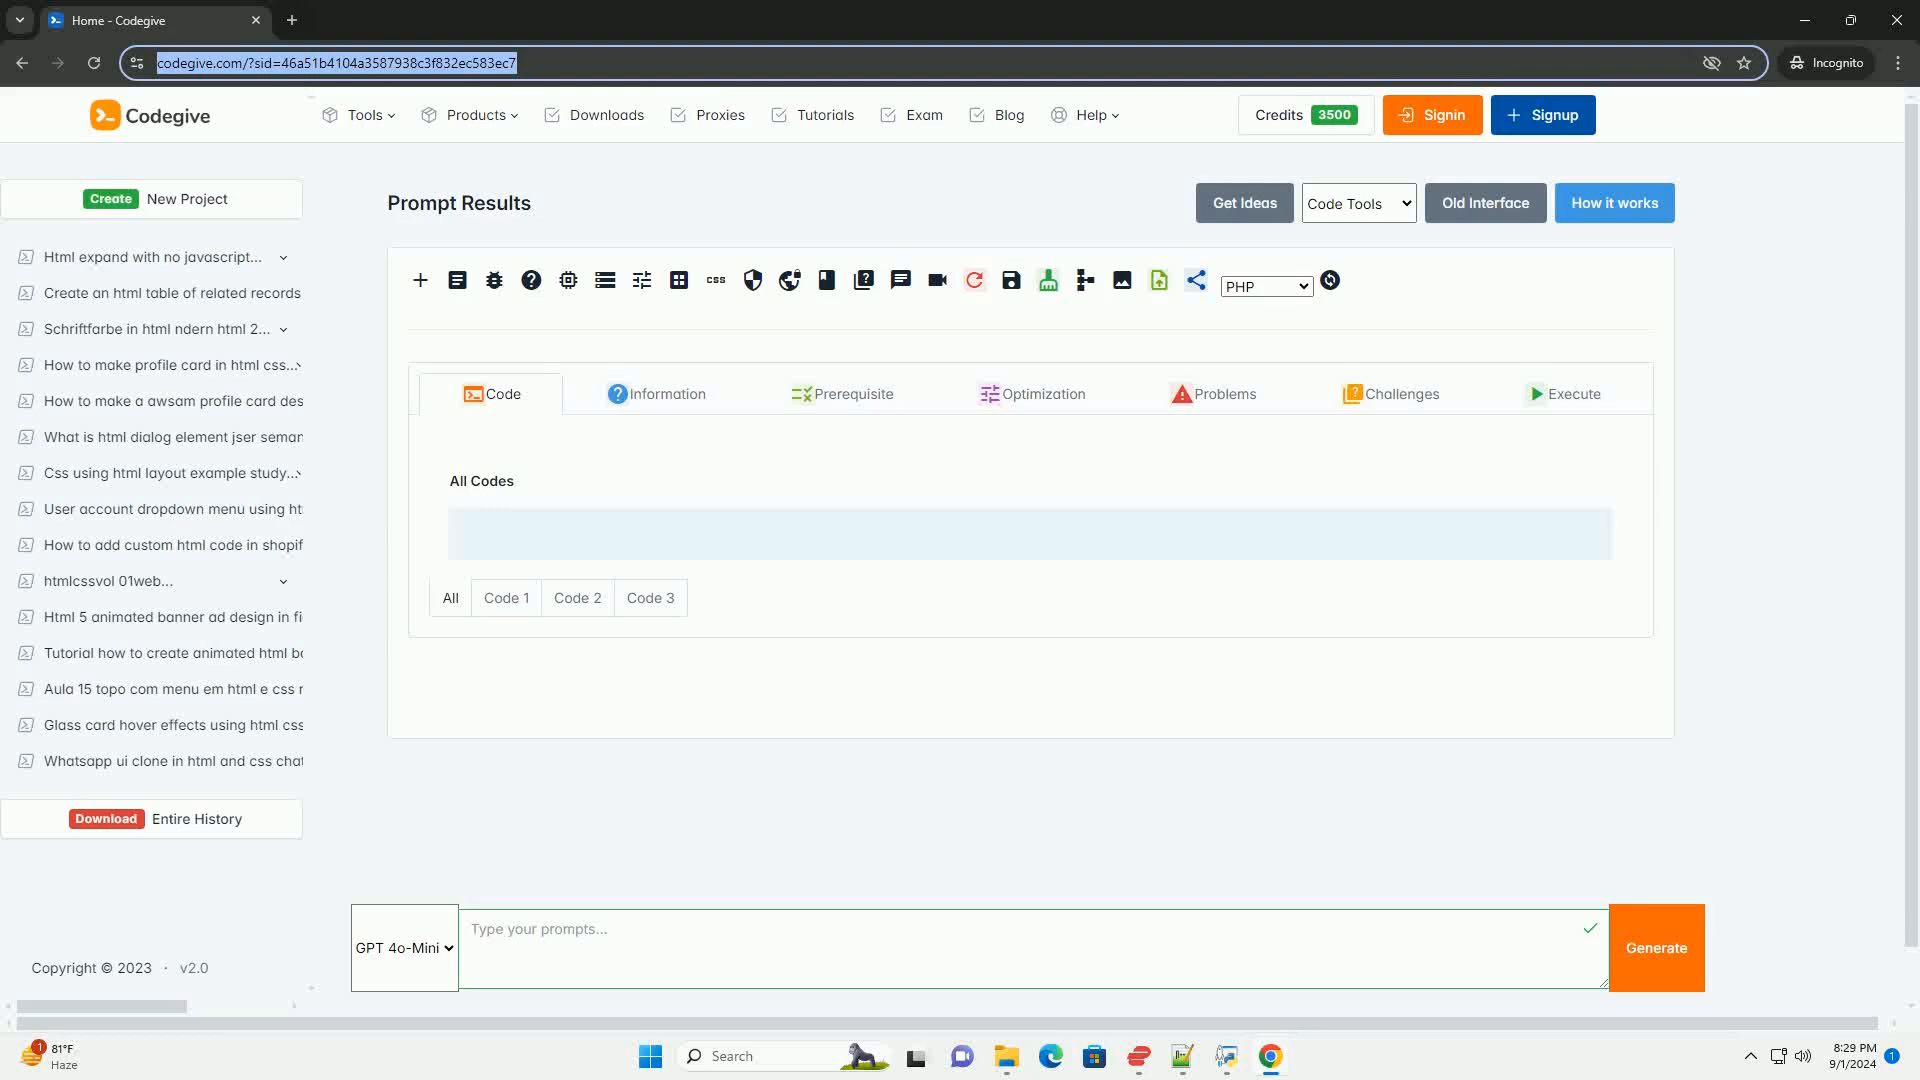 Home - Codegive
codegive.com/?sid=46a51b4104a3587938c3f832ec583ec7
Incognito
Codegive
Tools
Products
Downloads
Proxies
Tutorials
Exam
Blog
Help
Credits 3500
Signin
Signup
Create New Project
Prompt Results
Get Ideas
Code Tools
Old Interface
How it works
Html expand with no javascript...
Create an html table of related records
Schriftfarbe in html ndern html 2...
How to make profile card in html css...
How to make a awsam profile card des
What is html dialog element jser seman
Css using html layout example study...
User account dropdown menu using ht
How to add custom html code in shopif
htmlcssvol 01web...
Html 5 animated banner ad design in fi
Tutorial how to create animated html ba
Aula 15 topo com menu em html e css r
Glass card hover effects using html css
Whatsapp ui clone in html and css chat
Download Entire History
Copyright © 2023 · v2.0
css
PHP
Code
Information
Prerequisite
Optimization
Problems
Challenges
Execute
All Codes
All
Code 1
Code 2
Code 3
GPT 4o-Mini
Type your prompts...
Generate
1
81°F
Haze
Search
8:29 PM
9/1/2024
1